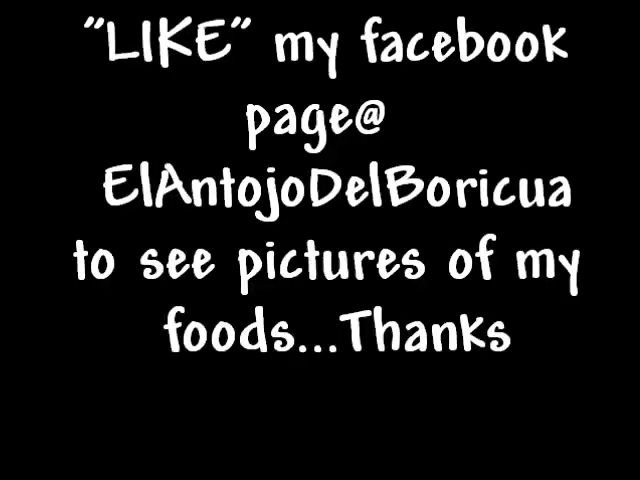 "LIKE" my facebook
page@
ElAntojoDelBoricua
to see pictures of my
foods...Thanks